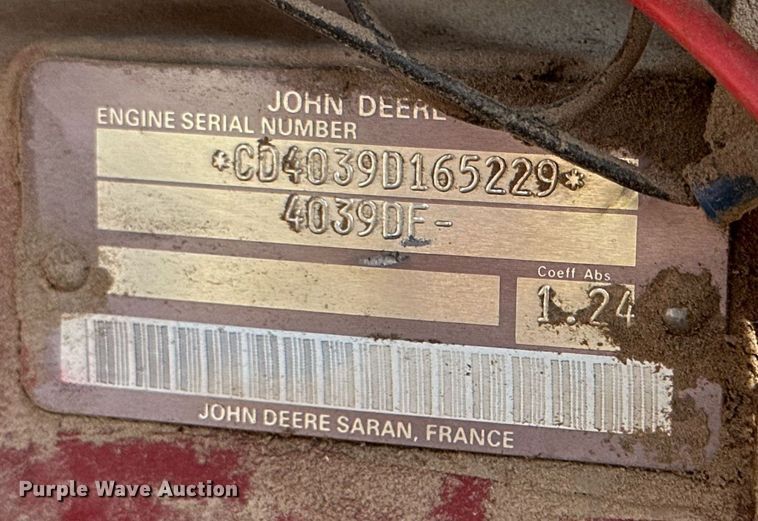 JOHN DEERE
ENGINE SERIAL NUMBER
*CD4039D165229*
4039DF-
Coeff Abs
1.24
JOHN DEERE SARAN, FRANCE
Purple Wave Auction